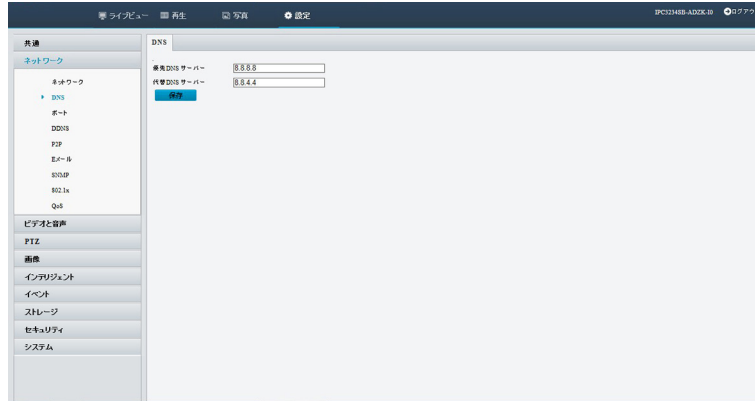 ライブビュー 再生 写真 設定 IPC3234SB-ADZK-I0 ログアウ
共通
ネットワーク
ネットワーク
DNS
ポート
DDNS
P2P
Eメール
SNMP
802.1x
QoS
ビデオと音声
PTZ
画像
インテリジェント
イベント
ストレージ
セキュリティ
システム
DNS
優先DNS サーバー 8.8.8.8
代替DNS サーバー 8.8.4.4
保存